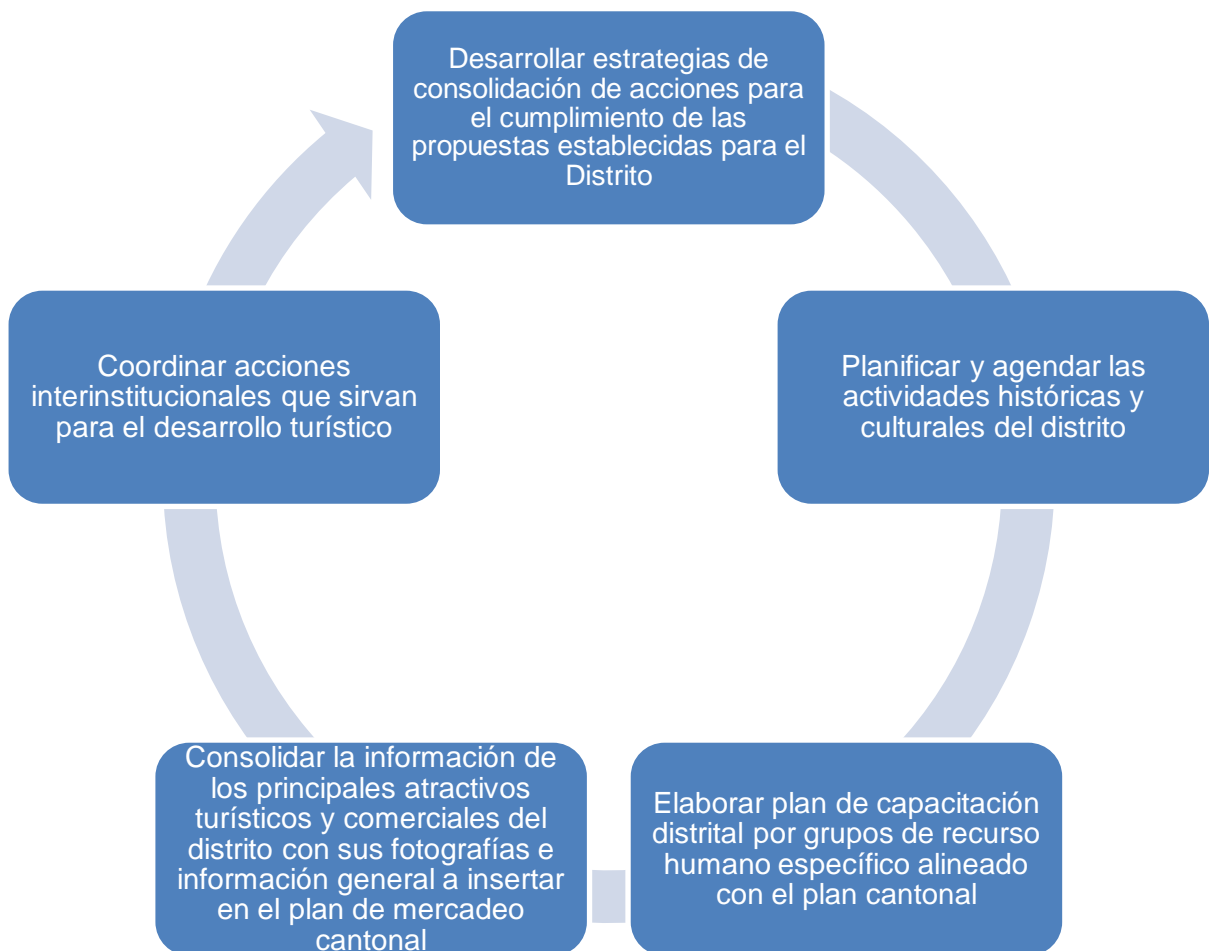 Desarrollar estrategias de
consolidación de acciones para
el cumplimiento de las
propuestas establecidas para el
Distrito
Planificar y agendar las
actividades históricas y
culturales del distrito
Elaborar plan de capacitación
distrital por grupos de recurso
humano específico alineado
con el plan cantonal
Consolidar la información de
los principales atractivos
turísticos y comerciales del
distrito con sus fotografías e
información general a insertar
en el plan de mercadeo
cantonal
Coordinar acciones
interinstitucionales que sirvan
para el desarrollo turístico